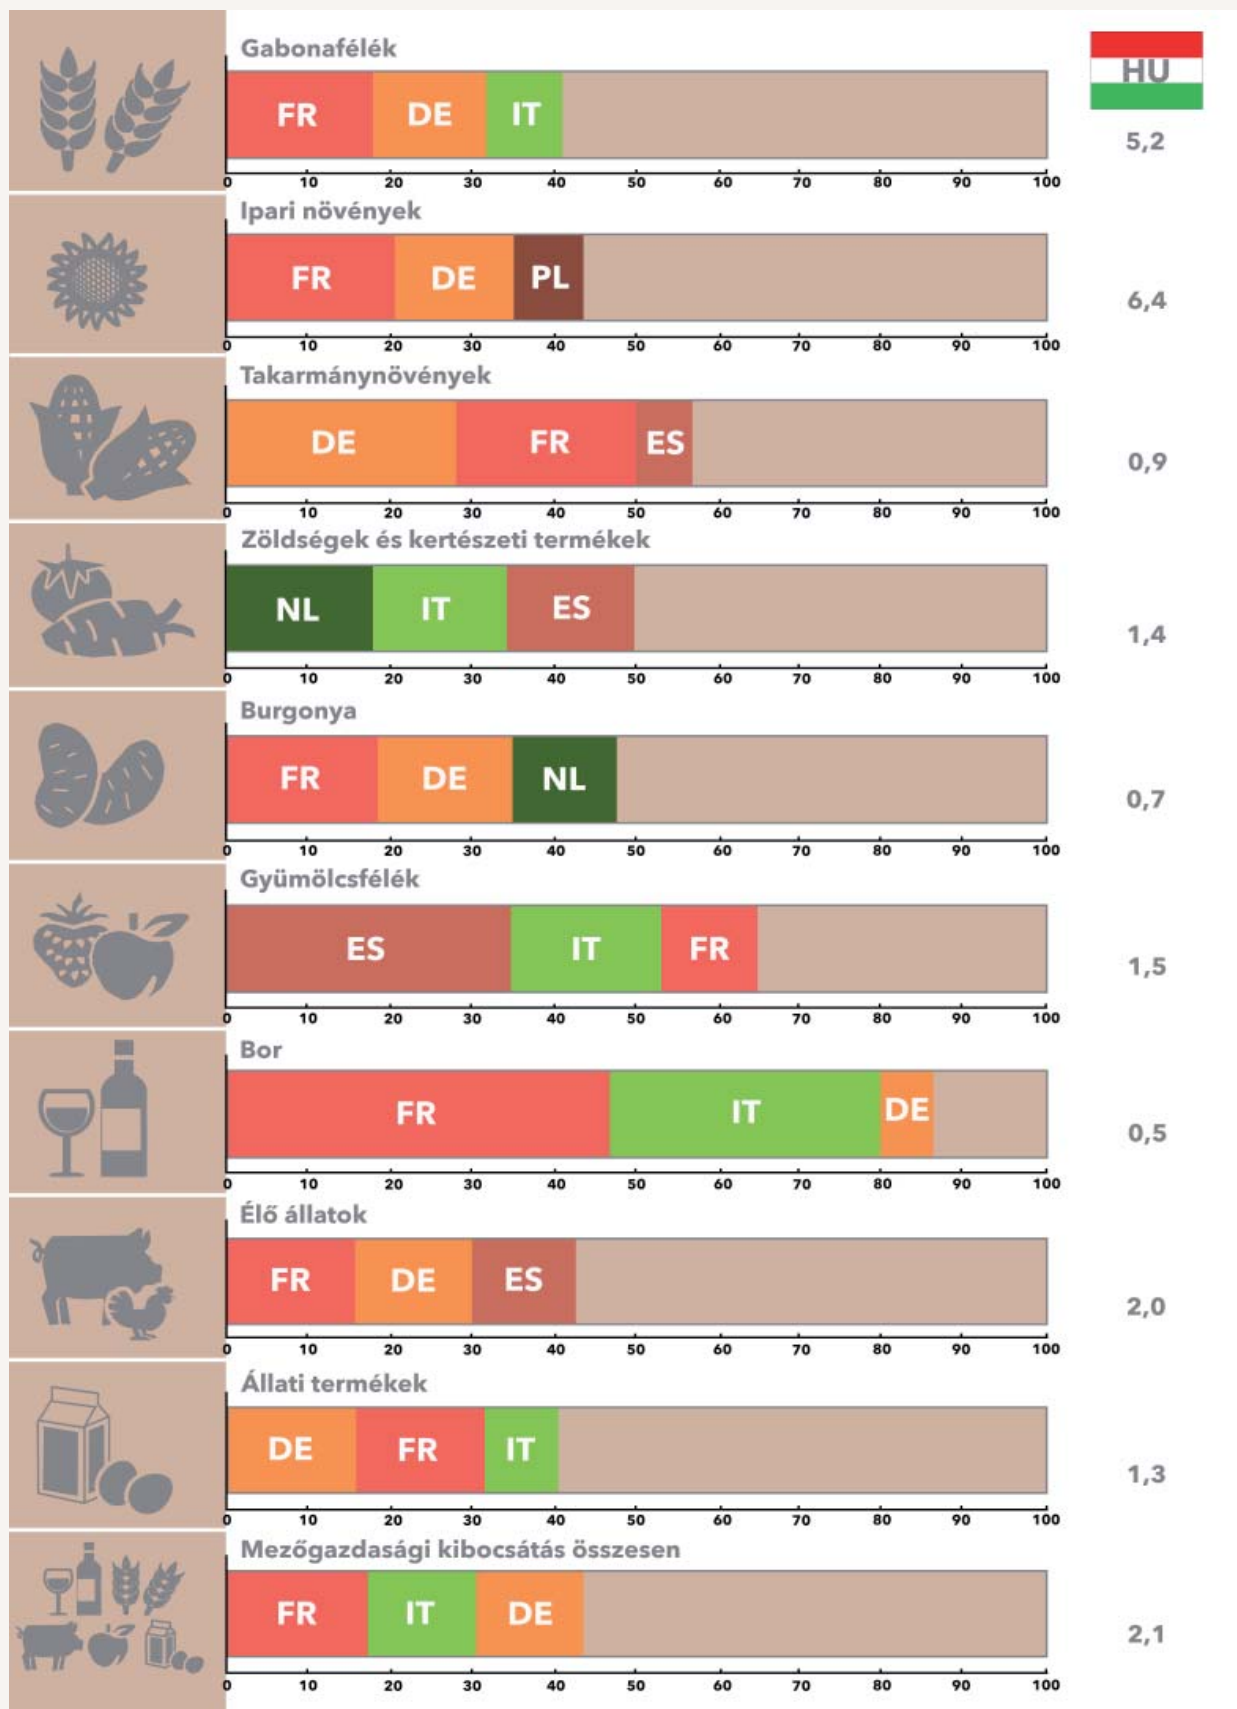 Gabonafélék
HU
FR DE IT
5,2
0 10 20 30 40 50 60 70 80 90 100
Ipari növények
FR DE PL
6,4
0 10 20 30 40 50 60 70 80 90 100
Takarmánynövények
DE FR ES
0,9
0 10 20 30 40 50 60 70 80 90 100
Zöldségek és kertészeti termékek
NL IT ES
1,4
0 10 20 30 40 50 60 70 80 90 100
Burgonya
FR DE NL
0,7
0 10 20 30 40 50 60 70 80 90 100
Gyümölcsfélék
ES IT FR
1,5
0 10 20 30 40 50 60 70 80 90 100
Bor
FR IT DE
0,5
0 10 20 30 40 50 60 70 80 90 100
Élő állatok
FR DE ES
2,0
0 10 20 30 40 50 60 70 80 90 100
Állati termékek
DE FR IT
1,3
0 10 20 30 40 50 60 70 80 90 100
Mezőgazdasági kibocsátás összesen
FR IT DE
2,1
0 10 20 30 40 50 60 70 80 90 100